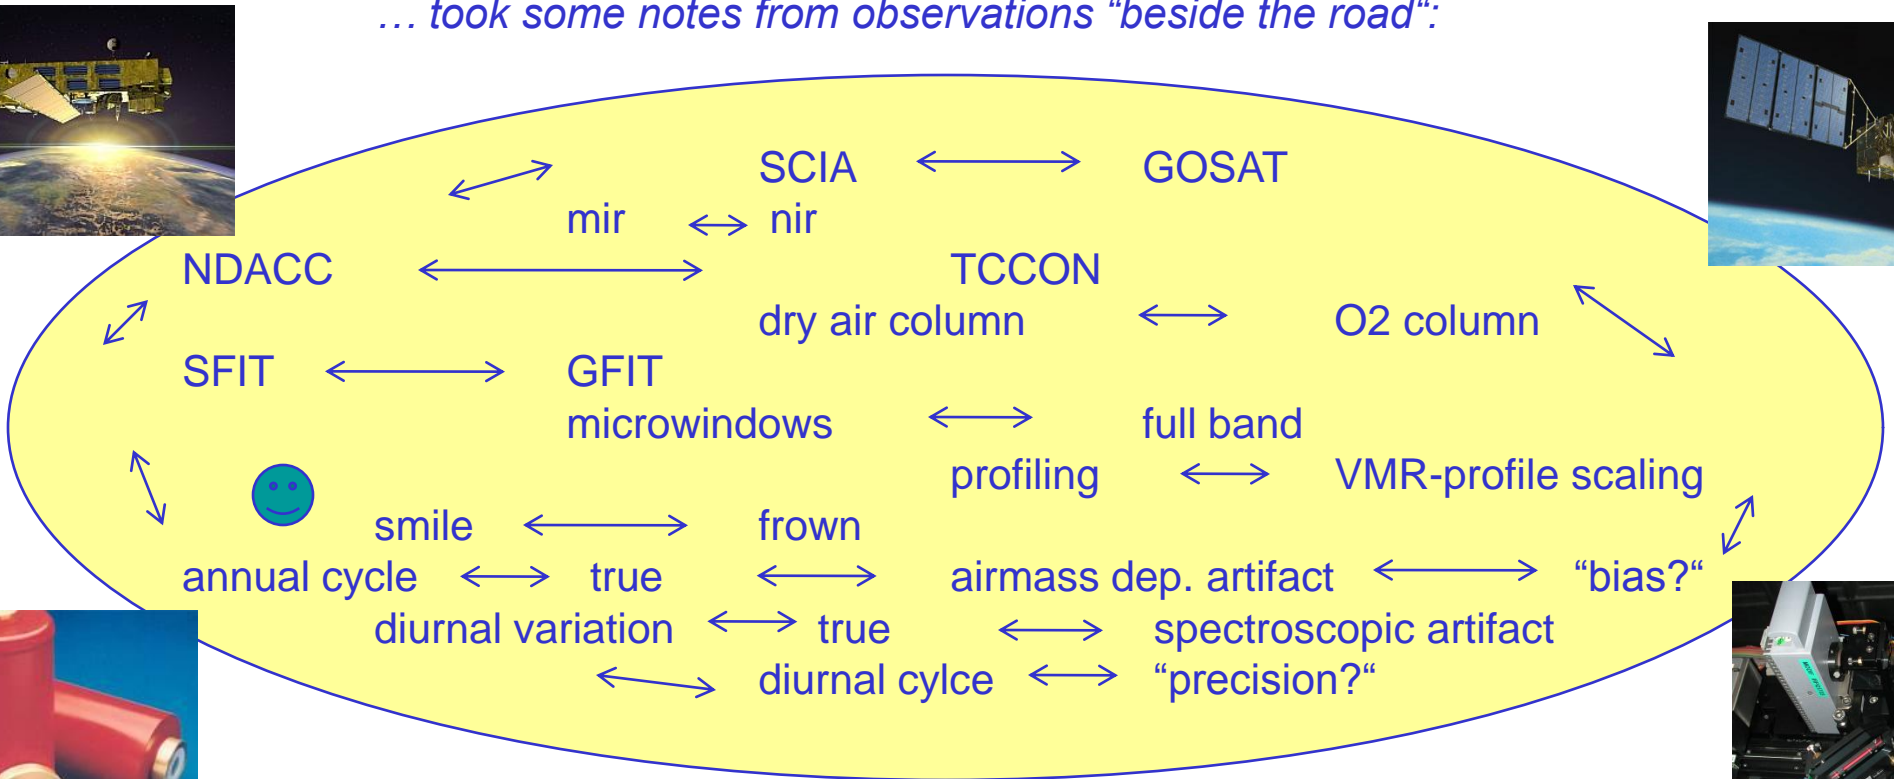 … took some notes from observations “beside the road“:
SCIA GOSAT
mir nir
NDACC TCCON
dry air column O2 column
SFIT GFIT
microwindows full band
profiling VMR-profile scaling
smile frown
annual cycle true airmass dep. artifact “bias?“
diurnal variation true spectroscopic artifact
diurnal cylce “precision?“